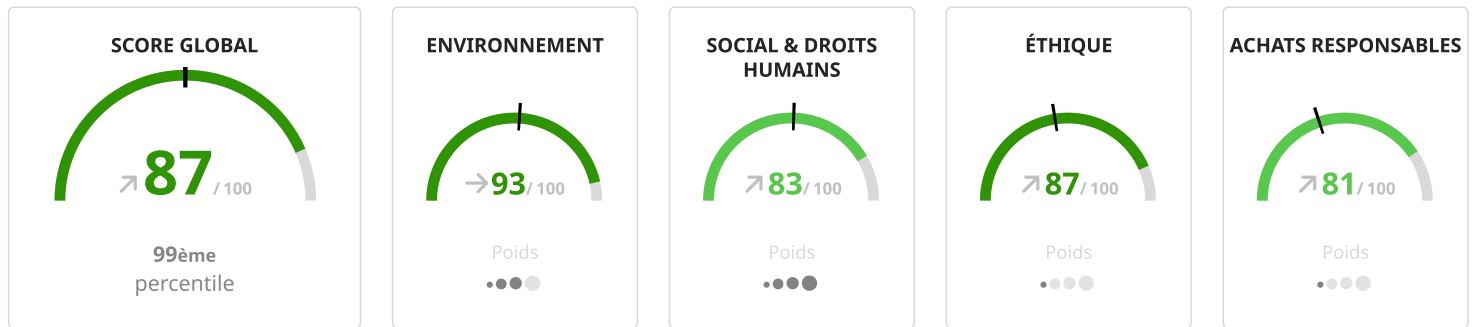 SCORE GLOBAL
87 / 100
99ème
percentile
ENVIRONNEMENT
93 / 100
Poids
SOCIAL & DROITS
HUMAINS
83 / 100
Poids
ÉTHIQUE
87 / 100
Poids
ACHATS RESPONSABLES
81 / 100
Poids